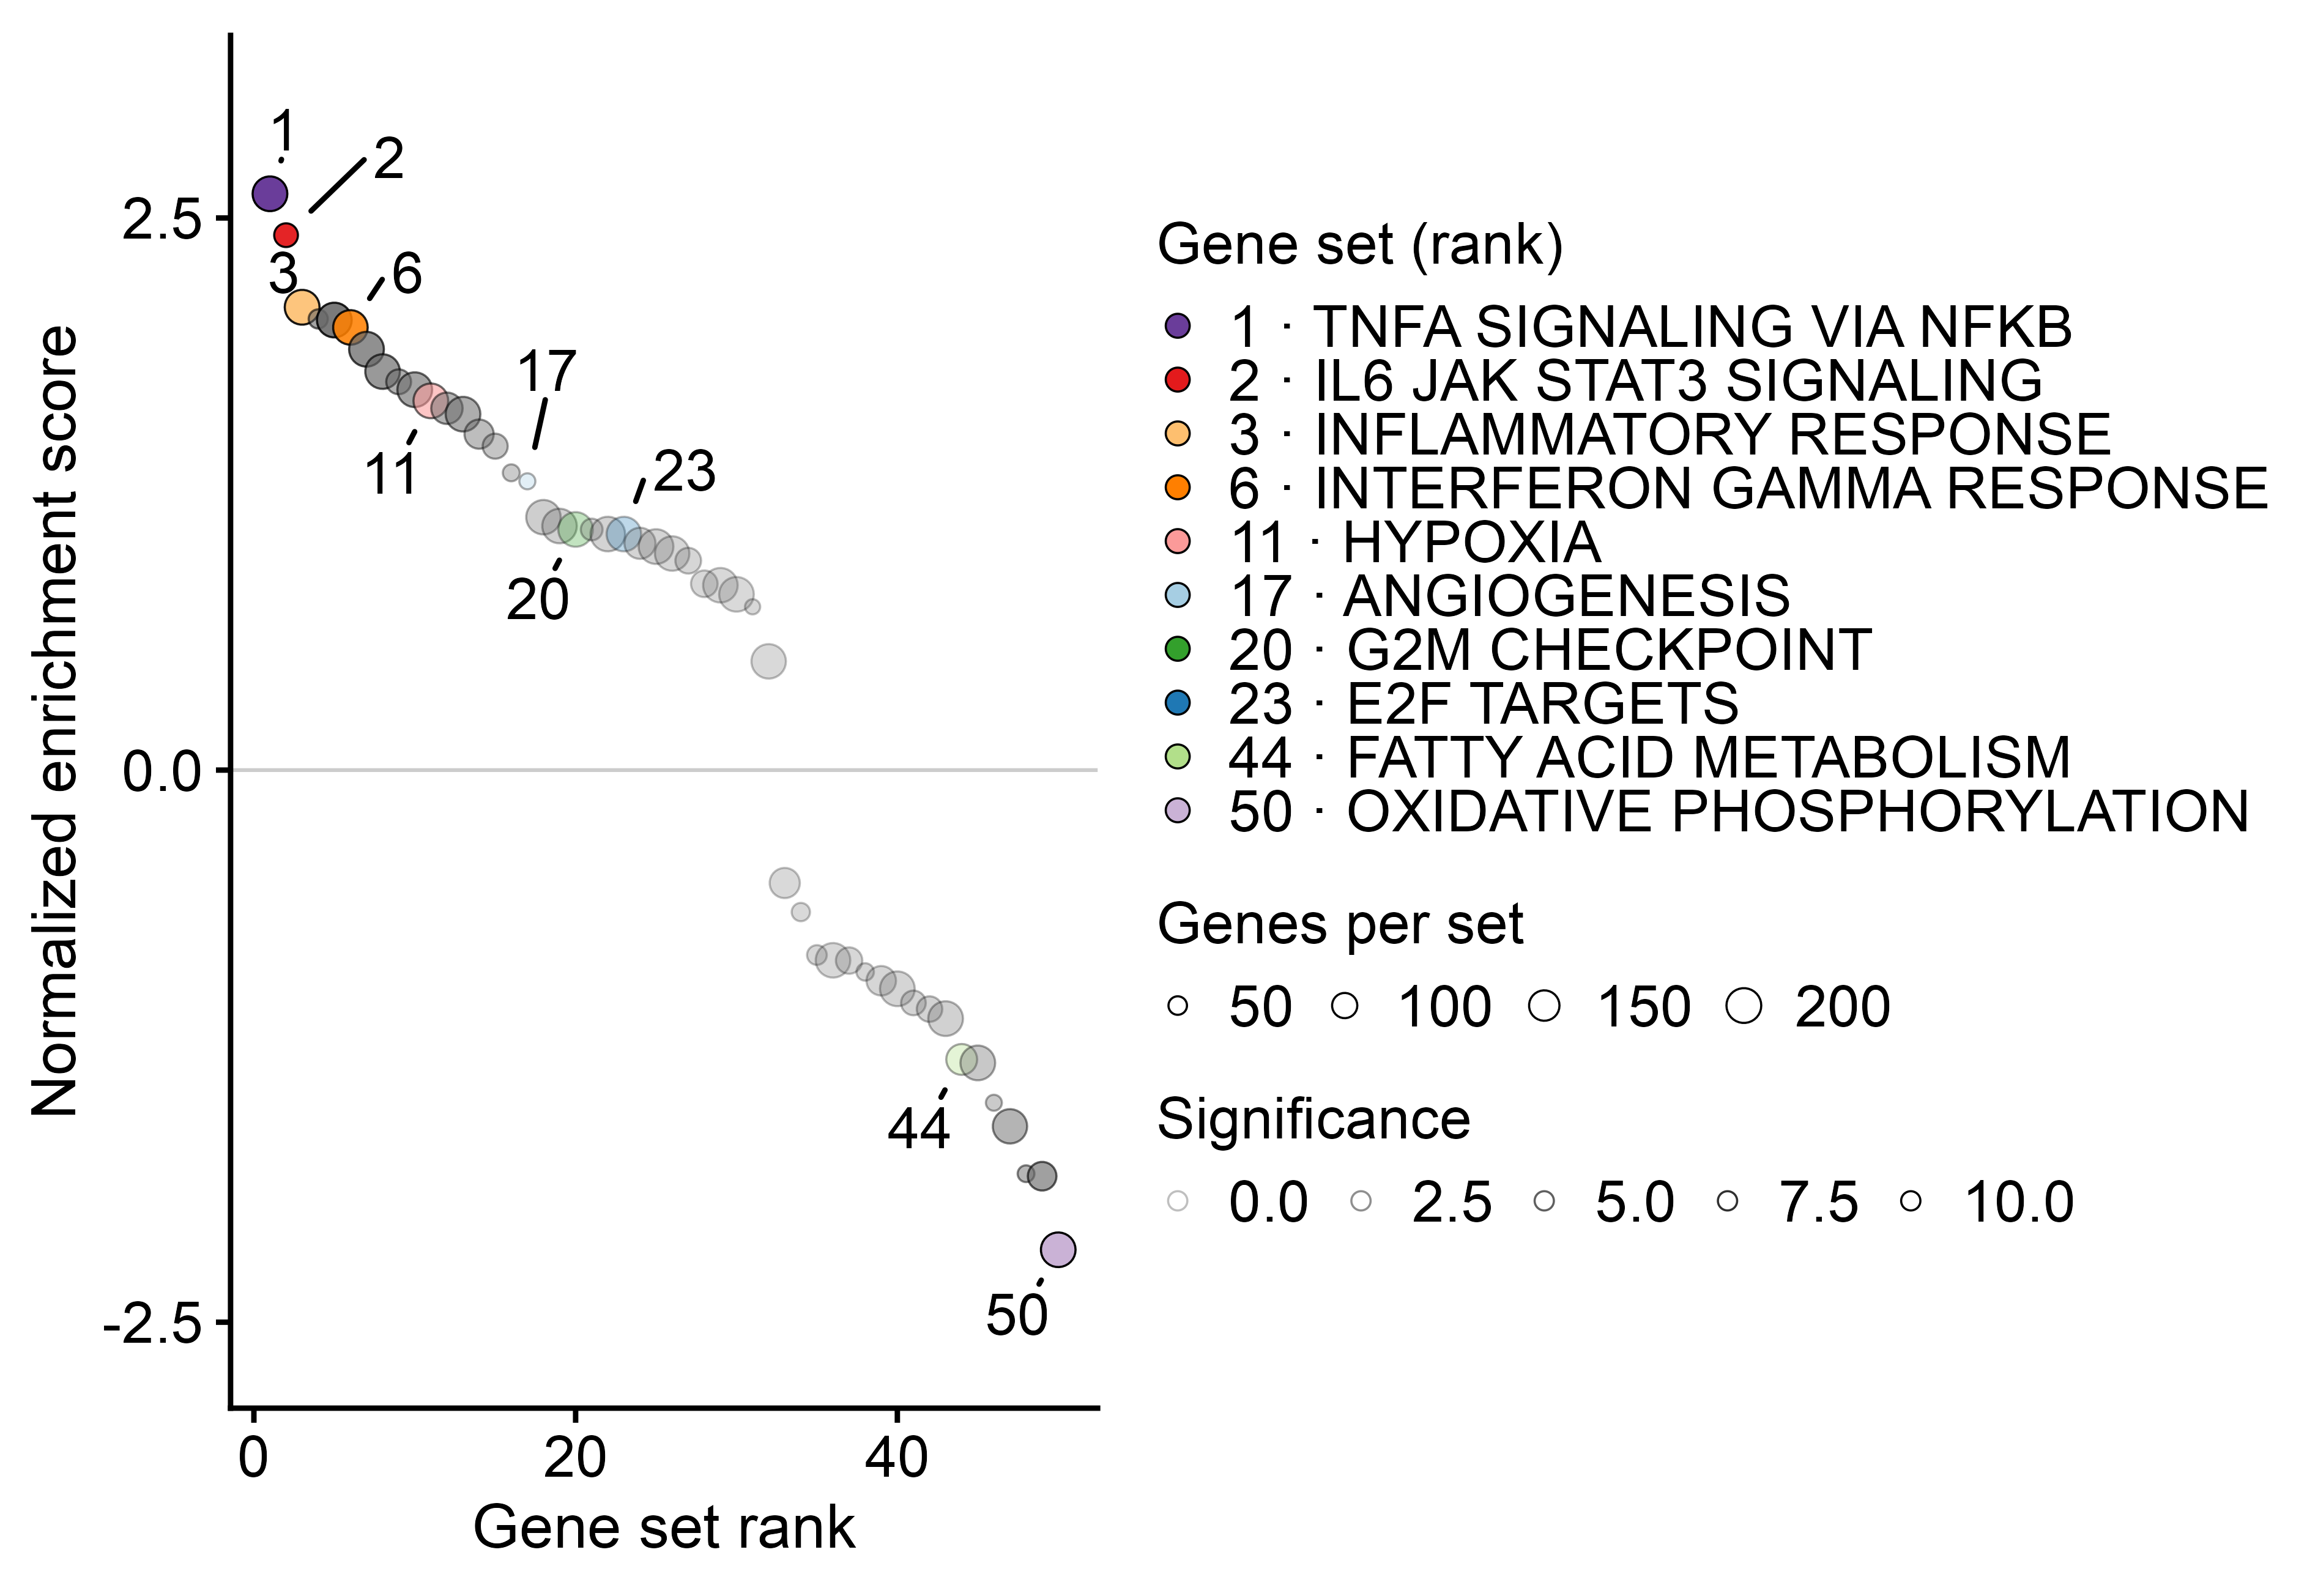 Normalized enrichment score
2.5
0.0
-2.5
1
2
3
6
17
11
23
20
44
50
0
20
40
Gene set rank
Gene set (rank)
1 · TNFA SIGNALING VIA NFKB
2 · IL6 JAK STAT3 SIGNALING
3 · INFLAMMATORY RESPONSE
6 · INTERFERON GAMMA RESPONSE
11 · HYPOXIA
17 · ANGIOGENESIS
20 · G2M CHECKPOINT
23 · E2F TARGETS
44 · FATTY ACID METABOLISM
50 · OXIDATIVE PHOSPHORYLATION
Genes per set
50 100 150 200
Significance
0.0 2.5 5.0 7.5 10.0